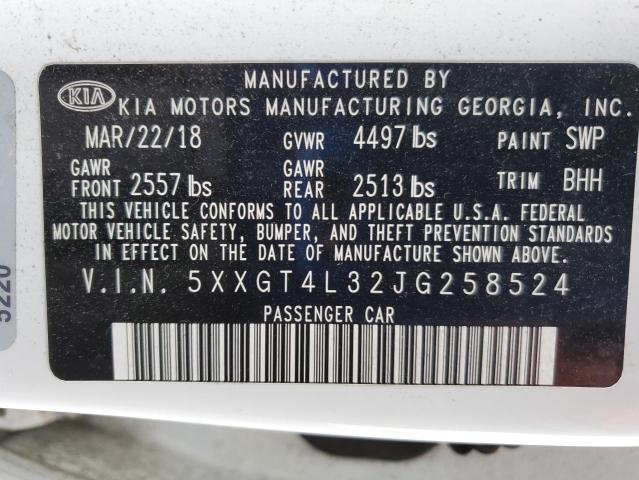 MANUFACTURED BY
KIA KIA MOTORS MANUFACTURING GEORGIA, INC.
MAR/22/18 GVWR 4497 lbs PAINT SWP
GAWR FRONT 2557 lbs GAWR REAR 2513 lbs TRIM BHH
THIS VEHICLE CONFORMS TO ALL APPLICABLE U.S.A. FEDERAL
MOTOR VEHICLE SAFETY, BUMPER, AND THEFT PREVENTION STANDARDS
IN EFFECT ON THE DATE OF MANUFACTURE SHOWN ABOVE
V.I.N. 5XXGT4L32JG258524
PASSENGER CAR
5220